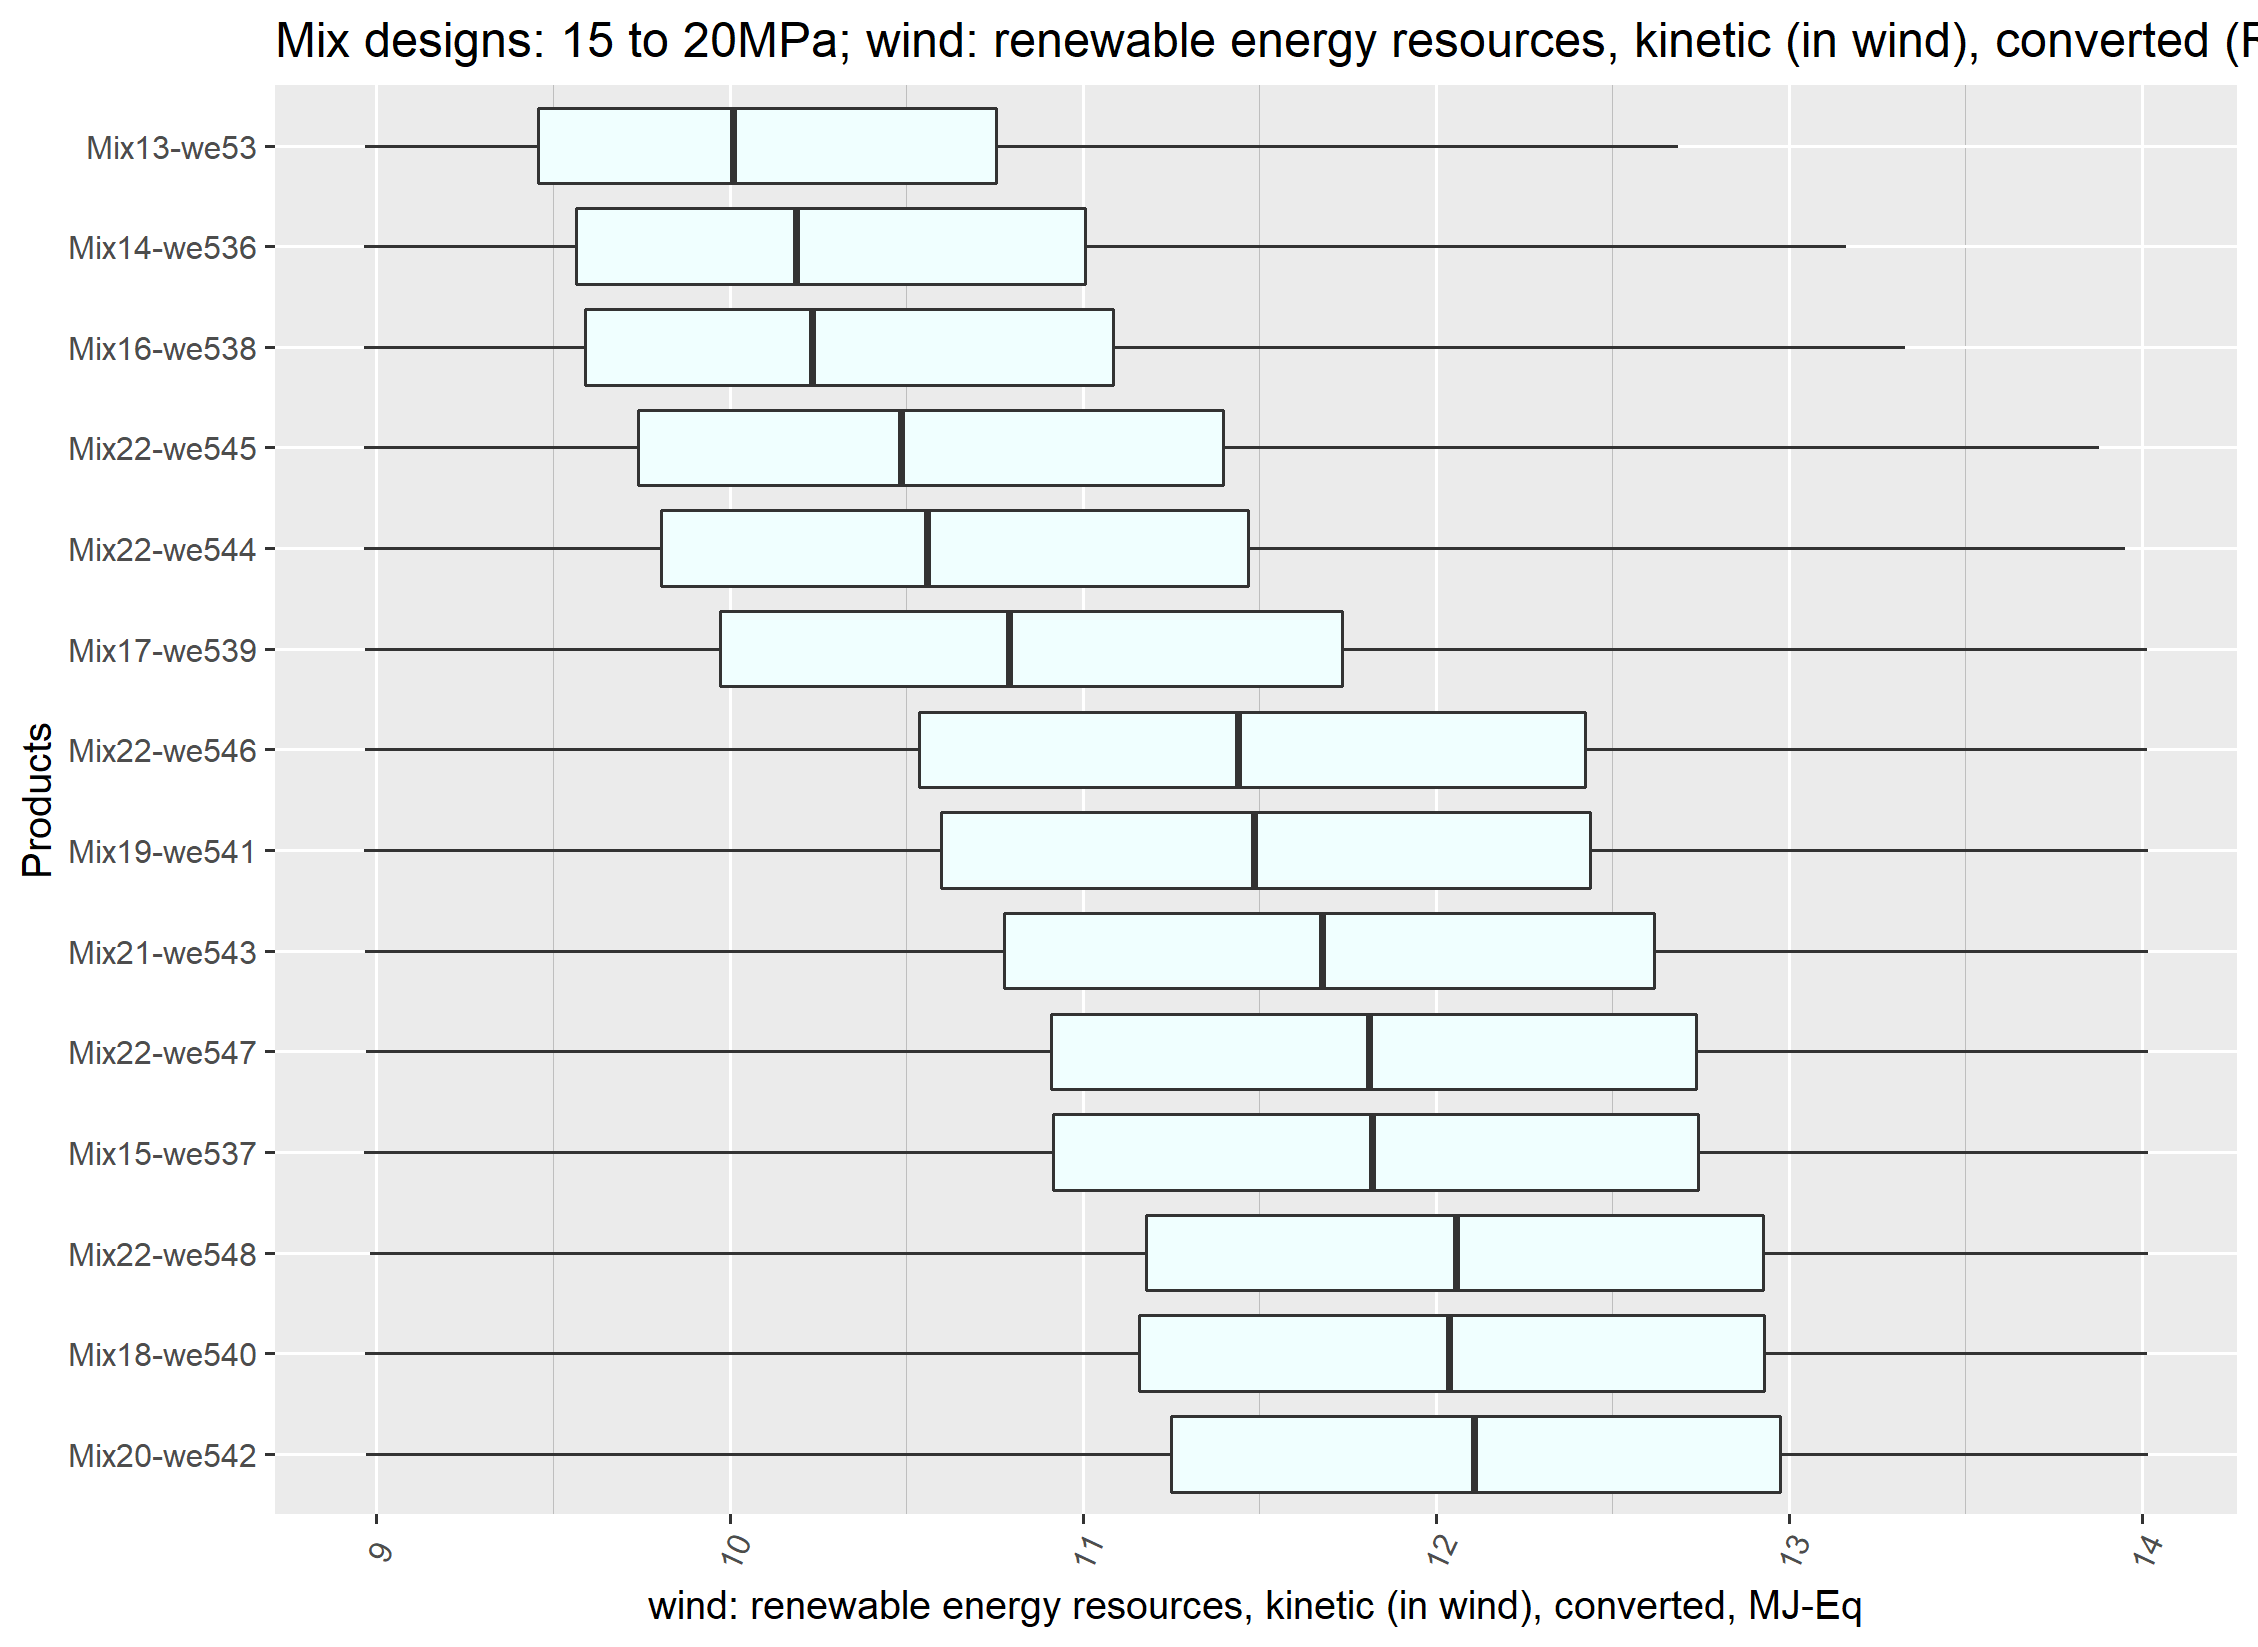 Mix designs: 15 to 20MPa; wind: renewable energy resources, kinetic (in wind), converted (R
Mix13-we53
Mix14-we536
Mix16-we538
Mix22-we545
Mix22-we544
Mix17-we539
Mix22-we546
Mix19-we541
Mix21-we543
Mix22-we547
Mix15-we537
Mix22-we548
Mix18-we540
Mix20-we542
Products
9 10 11 12 13 14
wind: renewable energy resources, kinetic (in wind), converted, MJ-Eq